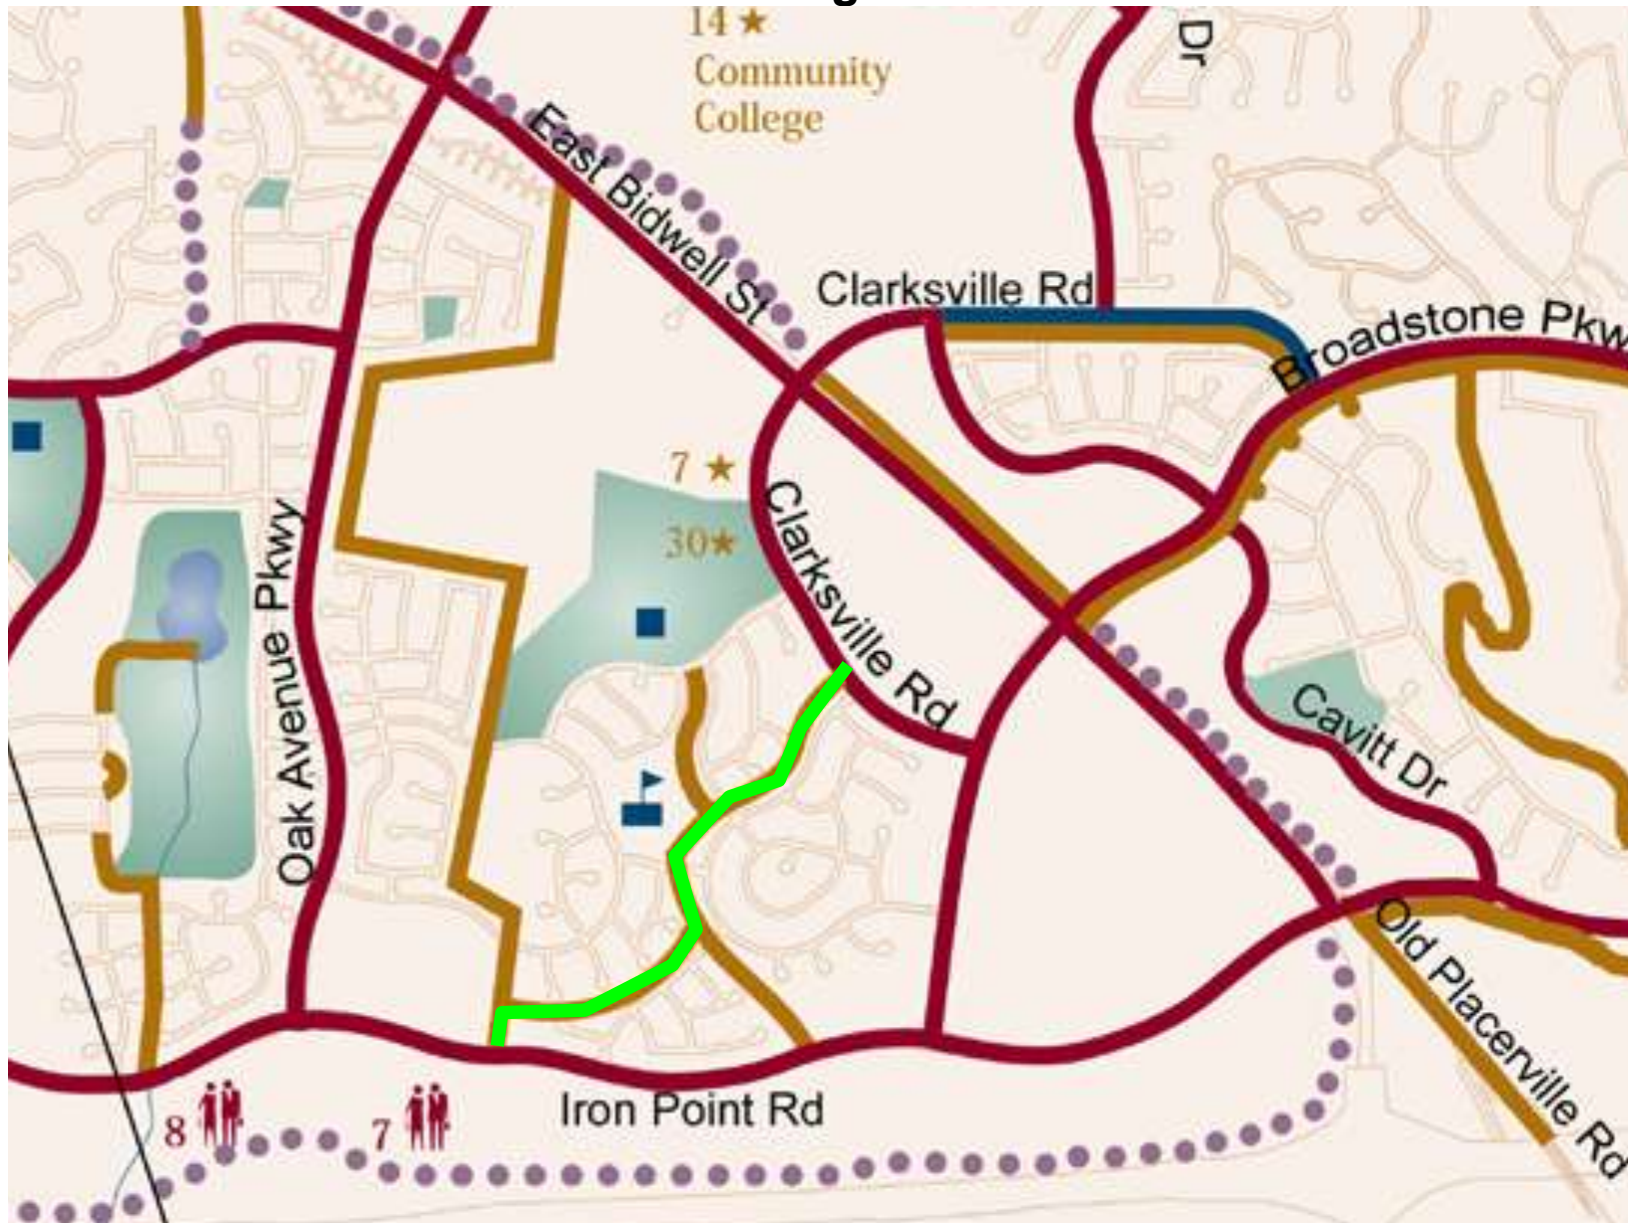 14
Community
College
Dr
East Bidwell St
Clarksville Rd
Broadstone Pkw
7
30
Clarksville Rd
Oak Avenue Pkwy
Cavitt Dr
Old Placerville Rd
Iron Point Rd
8
7